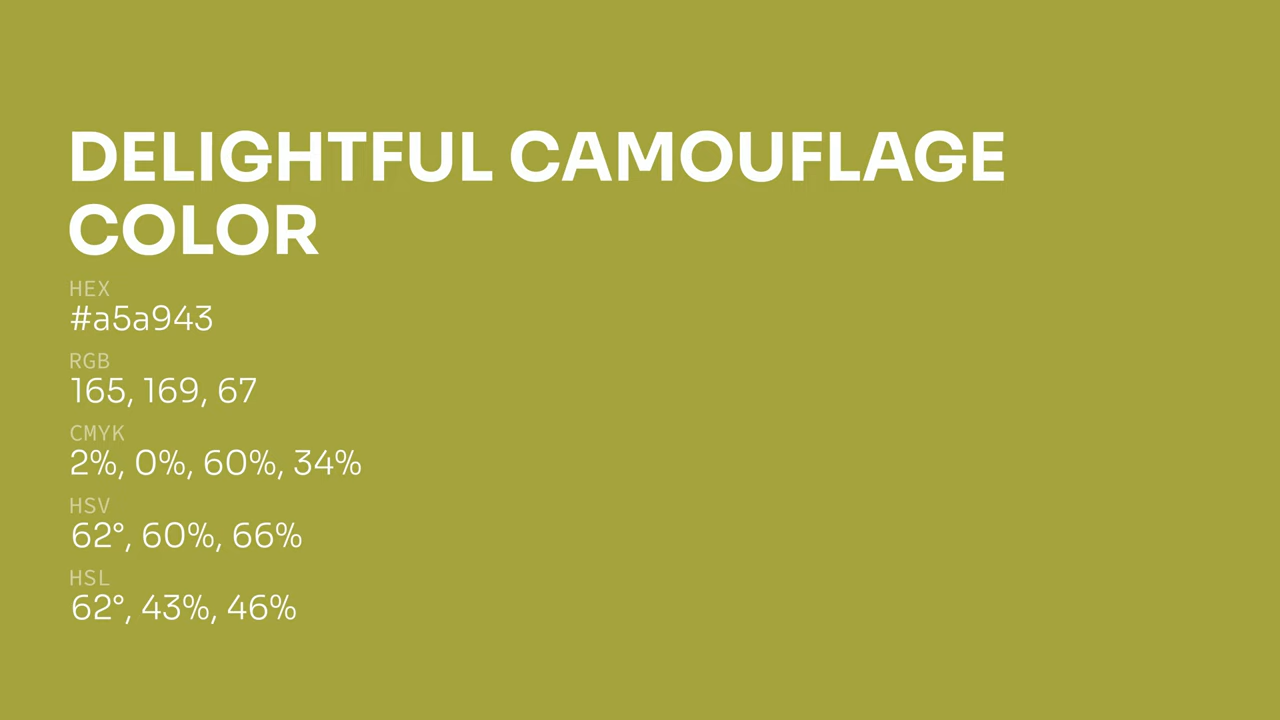 DELIGHTFUL CAMOUFLAGE
COLOR
HEX
#a5a943
RGB
165, 169, 67
CMYK
2%, 0%, 60%, 34%
HSV
62°, 60%, 66%
HSL
62°, 43%, 46%